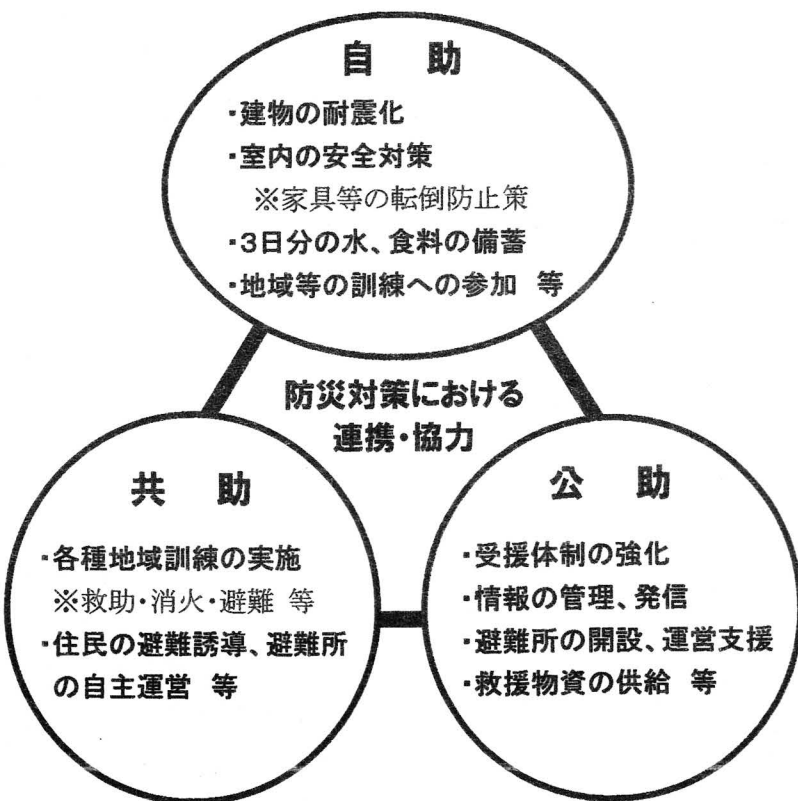 自 助
・建物の耐震化
・室内の安全対策
※家具等の転倒防止策
・3日分の水、食料の備蓄
・地域等の訓練への参加 等
防災対策における
連携・協力
共 助
・各種地域訓練の実施
※救助・消火・避難 等
・住民の避難誘導、避難所
の自主運営 等
公 助
・受援体制の強化
・情報の管理、発信
・避難所の開設、運営支援
・救援物資の供給 等